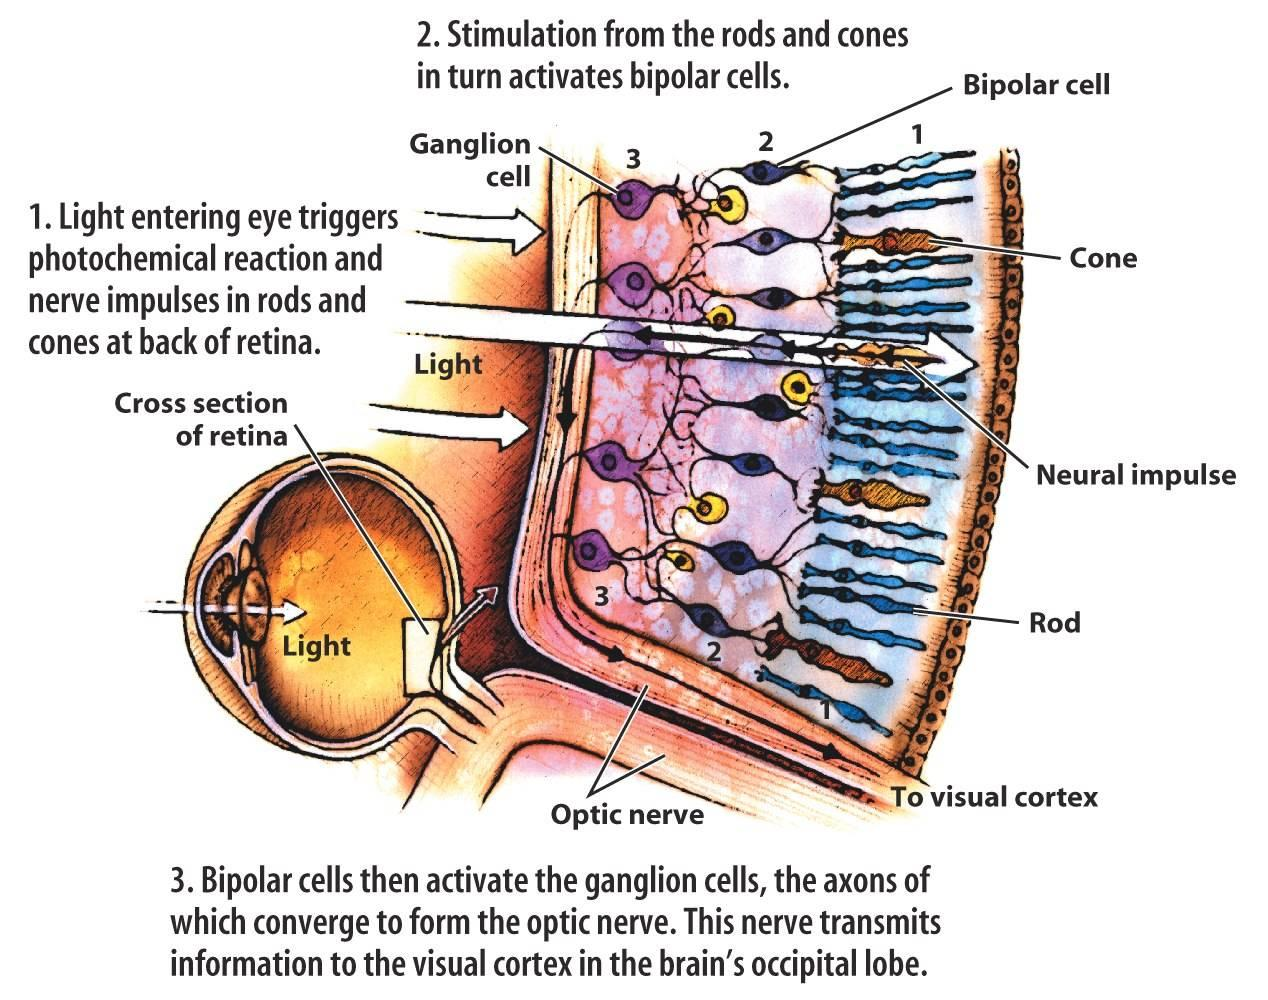 2. Stimulation from the rods and cones
in turn activates bipolar cells.
Bipolar cell
Ganglion
cell
3
2
1
1. Light entering eye triggers
photochemical reaction and
nerve impulses in rods and
cones at back of retina.
Cone
Light
Cross section
of retina
Neural impulse
3
Rod
Light
2
1
Optic nerve
To visual cortex
3. Bipolar cells then activate the ganglion cells, the axons of
which converge to form the optic nerve. This nerve transmits
information to the visual cortex in the brain’s occipital lobe.